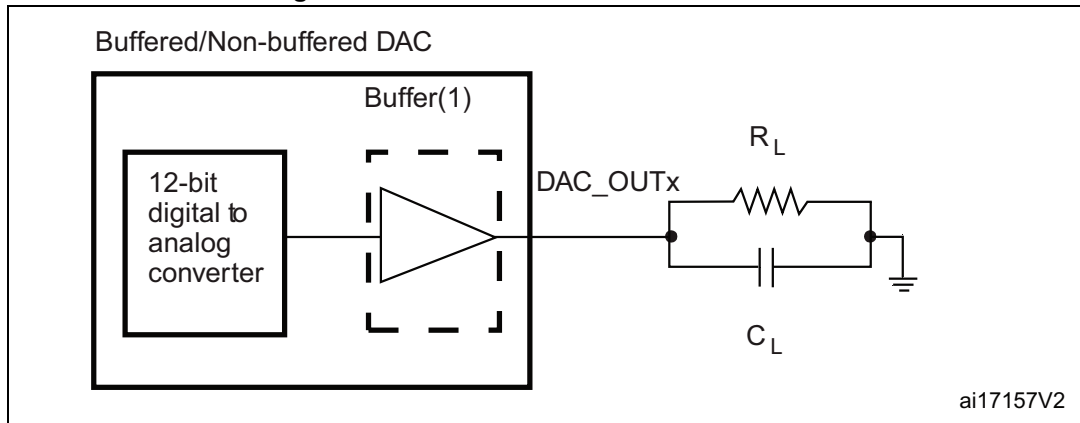 Buffered/Non-buffered DAC
Buffer(1)
12-bit
digital to
analog
converter
DAC_OUTx
R L
C L
ai17157V2